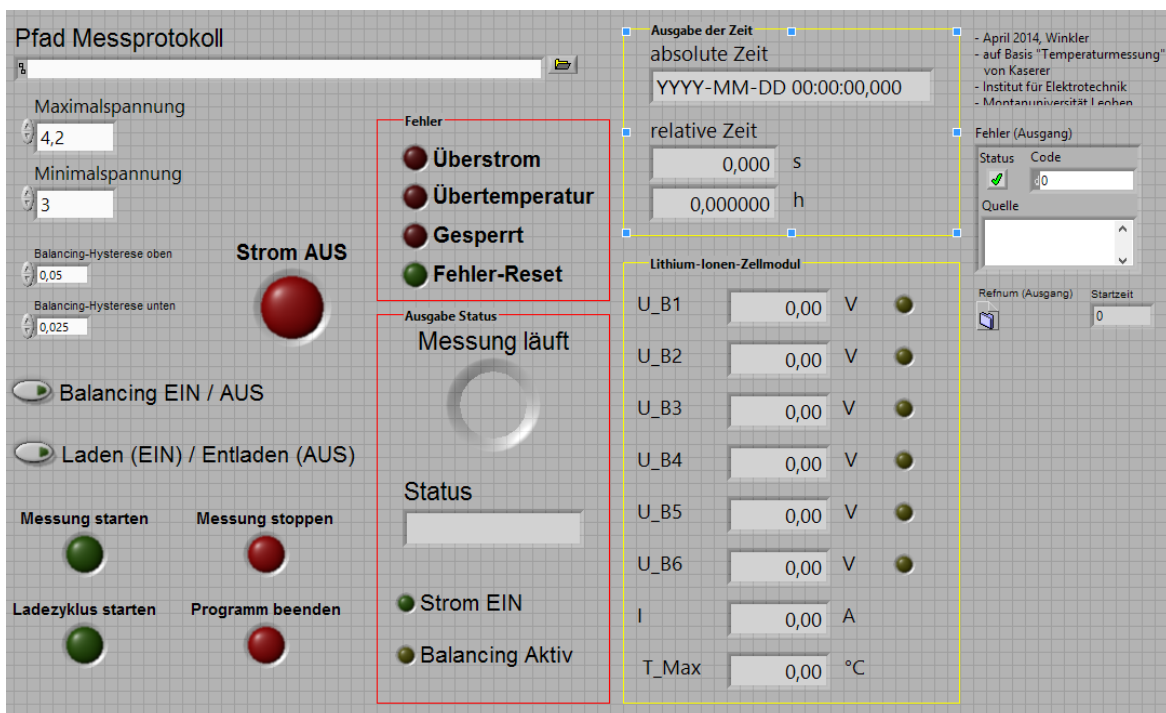 Pfad Messprotokoll
Maximalspannung
4,2
Minimalspannung
3
Balancing-Hysterese oben
0,05
Balancing-Hysterese unten
0,025
Strom AUS
Balancing EIN / AUS
Laden (EIN) / Entladen (AUS)
Messung starten
Messung stoppen
Ladezyklus starten
Programm beenden
Fehler
Überstrom
Übertemperatur
Gesperrt
Fehler-Reset
Ausgabe Status
Messung läuft
Status
Strom EIN
Balancing Aktiv
Ausgabe der Zeit
absolute Zeit
YYYY-MM-DD 00:00:00,000
relative Zeit
0,000 s
0,000000 h
Lithium-Ionen-Zellmodul
U_B1 0,00 V
U_B2 0,00 V
U_B3 0,00 V
U_B4 0,00 V
U_B5 0,00 V
U_B6 0,00 V
I 0,00 A
T_Max 0,00 °C
- April 2014, Winkler
- auf Basis "Temperaturmessung"
von Kaserer
- Institut für Elektrotechnik
- Montanuniversität Leoben
Fehler (Ausgang)
Status Code
0
Quelle
Refnum (Ausgang) Startzeit
0